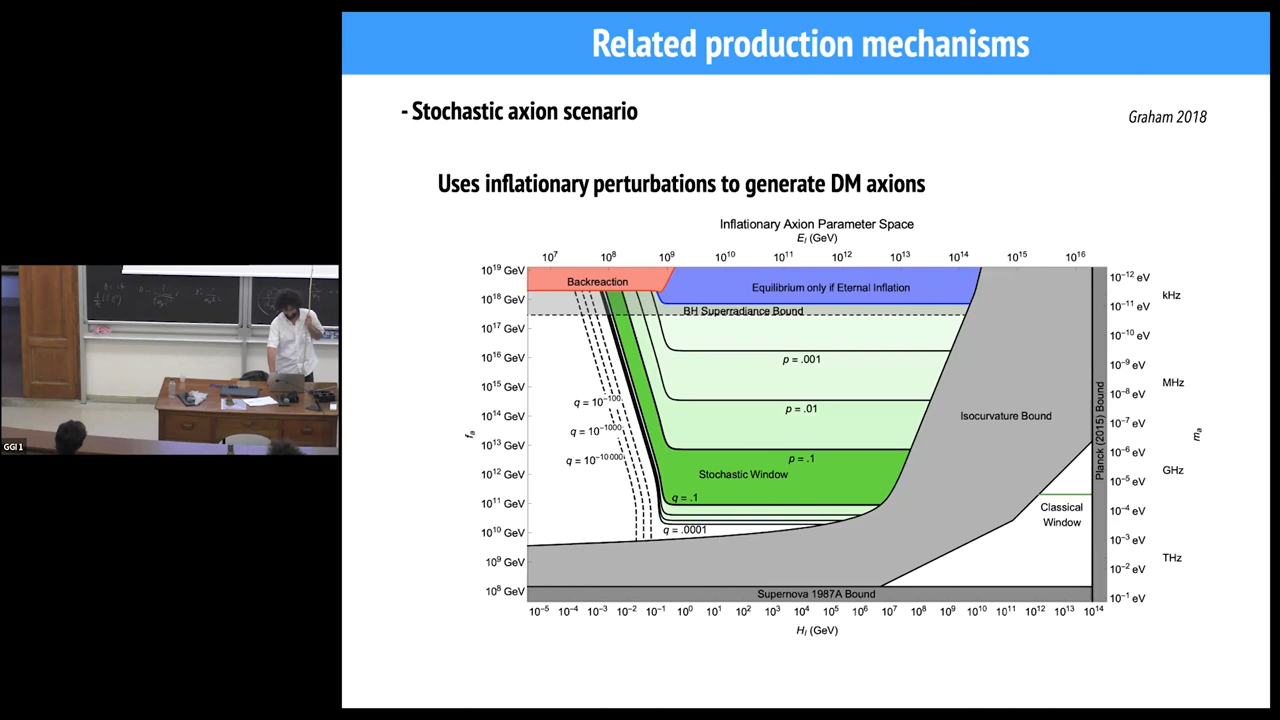 Related production mechanisms
- Stochastic axion scenario
Graham 2018
Uses inflationary perturbations to generate DM axions
Inflationary Axion Parameter Space
E_I (GeV)
10^7 10^8 10^9 10^10 10^11 10^12 10^13 10^14 10^15 10^16
10^19 GeV
10^18 GeV
10^17 GeV
10^16 GeV
10^15 GeV
10^14 GeV
10^13 GeV
10^12 GeV
10^11 GeV
10^10 GeV
10^9 GeV
10^8 GeV
f_a
Backreaction
Equilibrium only if Eternal Inflation
BH Superradiance Bound
p = .001
p = .01
p = .1
q = 10^-100
q = 10^-1000
q = 10^-10 000
Stochastic Window
q = .1
q = .0001
Isocurvature Bound
Classical
Window
Supernova 1987A Bound
Planck (2015) Bound
10^-12 eV
10^-11 eV
10^-10 eV
10^-9 eV
10^-8 eV
10^-7 eV
10^-6 eV
10^-5 eV
10^-4 eV
10^-3 eV
10^-2 eV
10^-1 eV
kHz
MHz
GHz
THz
m_a
10^-5 10^-4 10^-3 10^-2 10^-1 10^0 10^1 10^2 10^3 10^4 10^5 10^6 10^7 10^8 10^9 10^10 10^11 10^12 10^13 10^14
H_I (GeV)
GGI 1